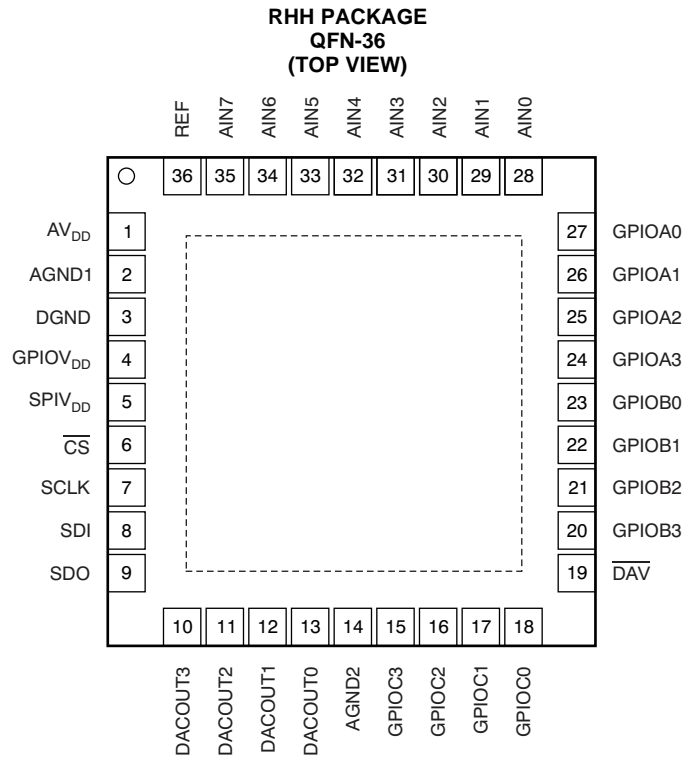 RHH PACKAGE
QFN-36
(TOP VIEW)
REF AIN7 AIN6 AIN5 AIN4 AIN3 AIN2 AIN1 AIN0
36 35 34 33 32 31 30 29 28
AVDD 1
AGND1 2
DGND 3
GPIOVDD 4
SPIVDD 5
C̅S̅ 6
SCLK 7
SDI 8
SDO 9
27 GPIOA0
26 GPIOA1
25 GPIOA2
24 GPIOA3
23 GPIOB0
22 GPIOB1
21 GPIOB2
20 GPIOB3
19 D̅A̅V̅
10 11 12 13 14 15 16 17 18
DACOUT3 DACOUT2 DACOUT1 DACOUT0 AGND2 GPIOC3 GPIOC2 GPIOC1 GPIOC0